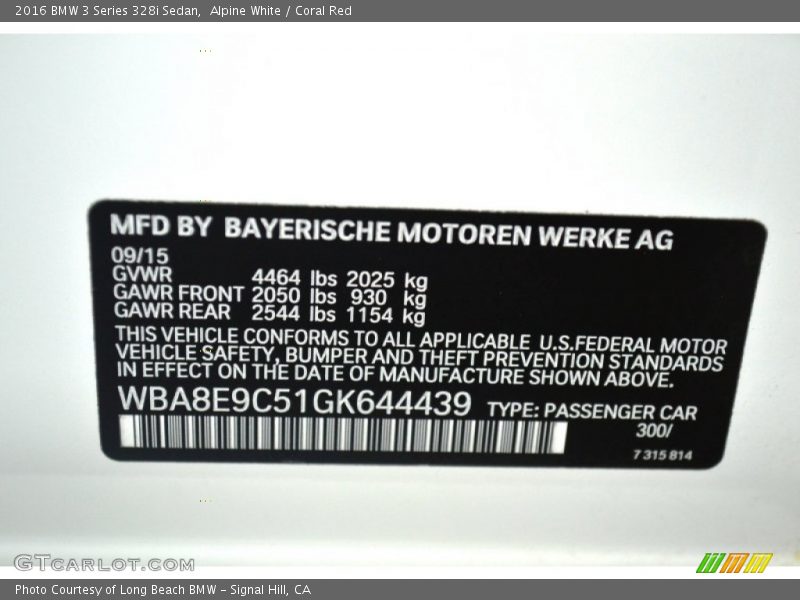 2016 BMW 3 Series 328i Sedan,  Alpine White / Coral Red
MFD BY BAYERISCHE MOTOREN WERKE AG
09/15
GVWR 4464 lbs 2025 kg
GAWR FRONT 2050 lbs 930 kg
GAWR REAR 2544 lbs 1154 kg
THIS VEHICLE CONFORMS TO ALL APPLICABLE U.S.FEDERAL MOTOR
VEHICLE SAFETY, BUMPER AND THEFT PREVENTION STANDARDS
IN EFFECT ON THE DATE OF MANUFACTURE SHOWN ABOVE.
WBA8E9C51GK644439 TYPE: PASSENGER CAR
300/
7 315 814
GTCARLOT.COM
Photo Courtesy of Long Beach BMW - Signal Hill, CA